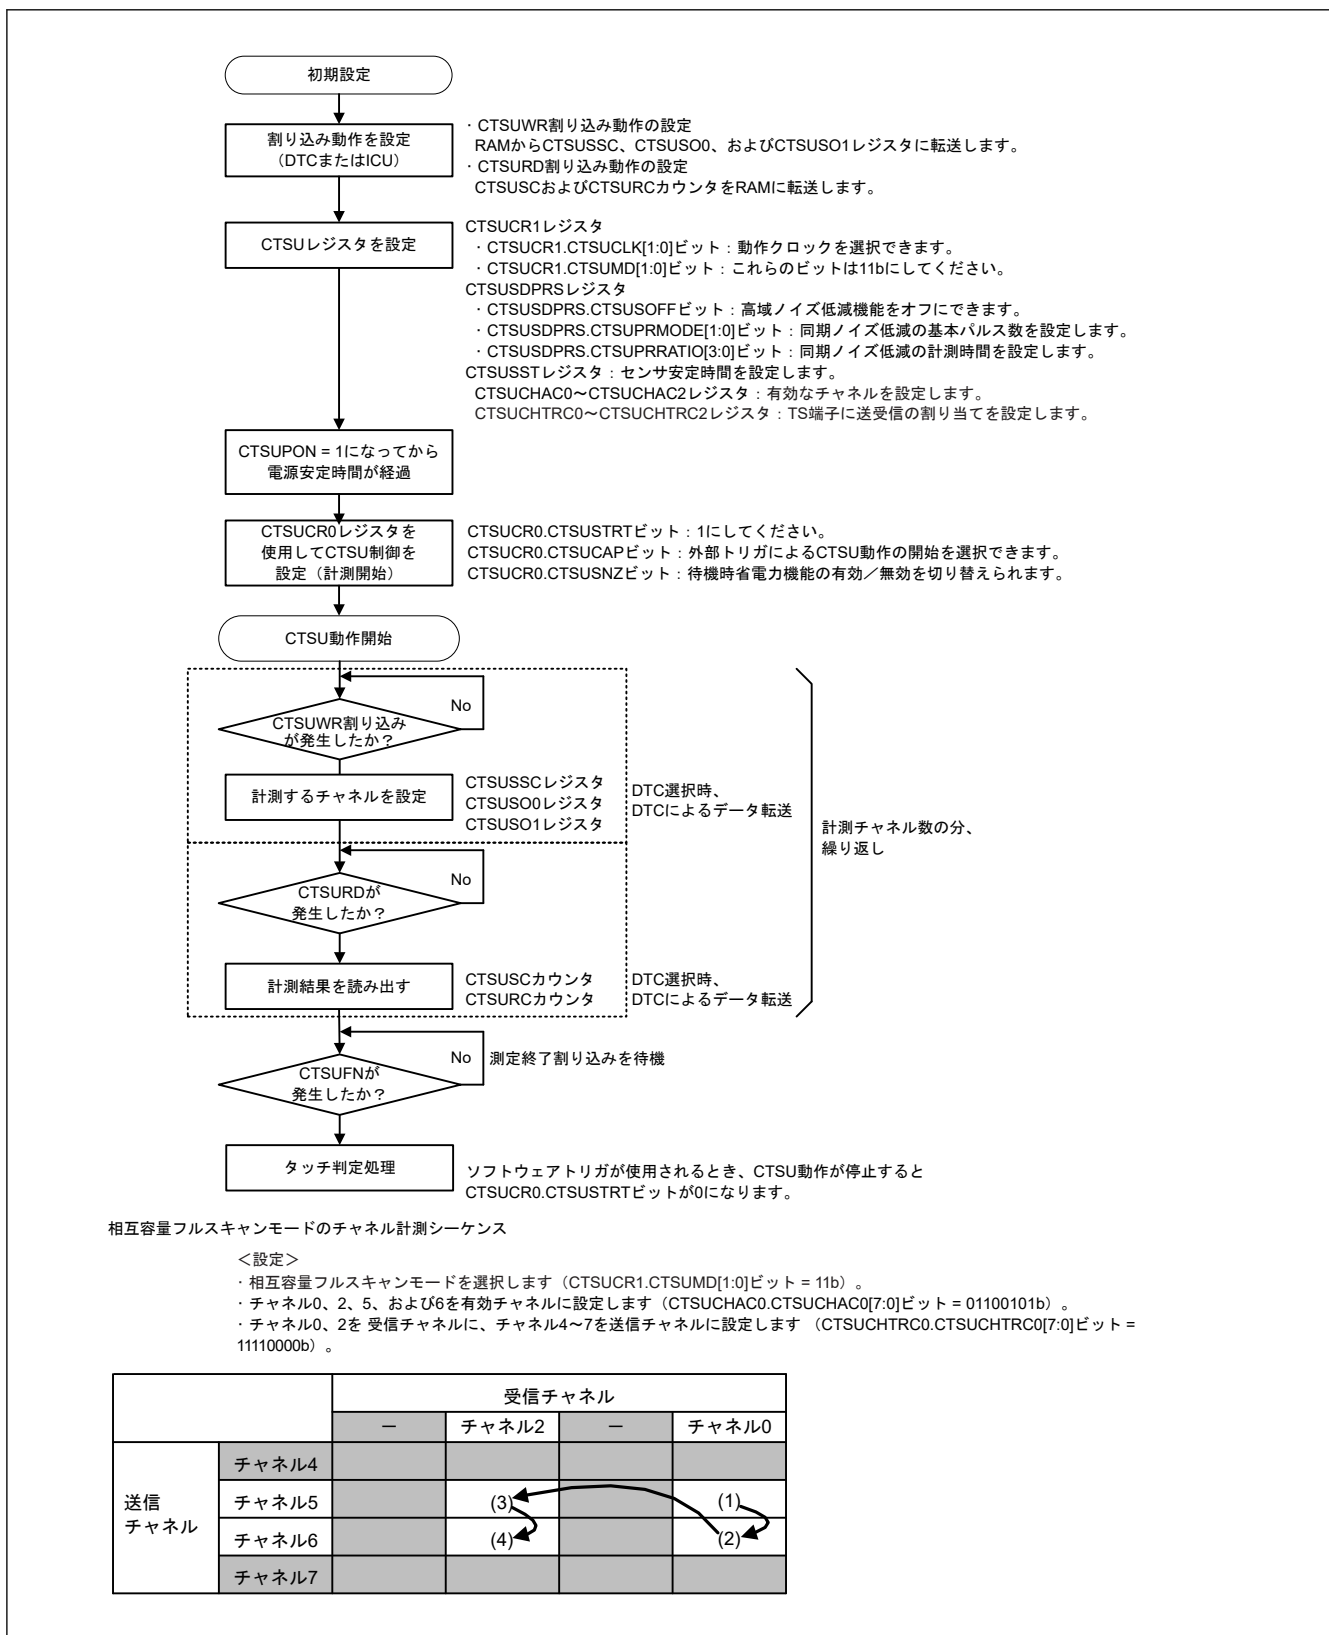 初期設定
割り込み動作を設定
（DTCまたはICU）
・CTSUWR割り込み動作の設定
RAMからCTSUSSC、CTSUSO0、およびCTSUSO1レジスタに転送します。
・CTSURD割り込み動作の設定
CTSUSCおよびCTSURCカウンタをRAMに転送します。
CTSUレジスタを設定
CTSUCR1レジスタ
・CTSUCR1.CTSUCLK[1:0]ビット：動作クロックを選択できます。
・CTSUCR1.CTSUMD[1:0]ビット：これらのビットは11bにしてください。
CTSUSDPRSレジスタ
・CTSUSDPRS.CTSUSOFFビット：高域ノイズ低減機能をオフにできます。
・CTSUSDPRS.CTSUPRMODE[1:0]ビット：同期ノイズ低減の基本パルス数を設定します。
・CTSUSDPRS.CTSUPRRATIO[3:0]ビット：同期ノイズ低減の計測時間を設定します。
CTSUSSTレジスタ：センサ安定時間を設定します。
CTSUCHAC0～CTSUCHAC2レジスタ：有効なチャネルを設定します。
CTSUCHTRC0～CTSUCHTRC2レジスタ：TS端子に送受信の割り当てを設定します。
CTSUPON = 1になってから
電源安定時間が経過
CTSUCR0レジスタを
使用してCTSU制御を
設定（計測開始）
CTSUCR0.CTSUSTRTビット：1にしてください。
CTSUCR0.CTSUCAPビット：外部トリガによるCTSU動作の開始を選択できます。
CTSUCR0.CTSUSNZビット：待機時省電力機能の有効／無効を切り替えられます。
CTSU動作開始
No
CTSUWR割り込み
が発生したか？
計測するチャネルを設定
CTSUSSCレジスタ
CTSUSO0レジスタ
CTSUSO1レジスタ
DTC選択時、
DTCによるデータ転送
計測チャネル数の分、
繰り返し
No
CTSURDが
発生したか？
計測結果を読み出す
CTSUSCカウンタ
CTSURCカウンタ
DTC選択時、
DTCによるデータ転送
No
測定終了割り込みを待機
CTSUFNが
発生したか？
タッチ判定処理
ソフトウェアトリガが使用されるとき、CTSU動作が停止すると
CTSUCR0.CTSUSTRTビットが0になります。
相互容量フルスキャンモードのチャネル計測シーケンス
＜設定＞
・相互容量フルスキャンモードを選択します（CTSUCR1.CTSUMD[1:0]ビット = 11b）。
・チャネル0、2、5、および6を有効チャネルに設定します（CTSUCHAC0.CTSUCHAC0[7:0]ビット = 01100101b）。
・チャネル0、2を 受信チャネルに、チャネル4～7を送信チャネルに設定します （CTSUCHTRC0.CTSUCHTRC0[7:0]ビット =
11110000b）。
受信チャネル
－ チャネル2 － チャネル0
送信
チャネル
チャネル4
チャネル5 (3) (1)
チャネル6 (4) (2)
チャネル7